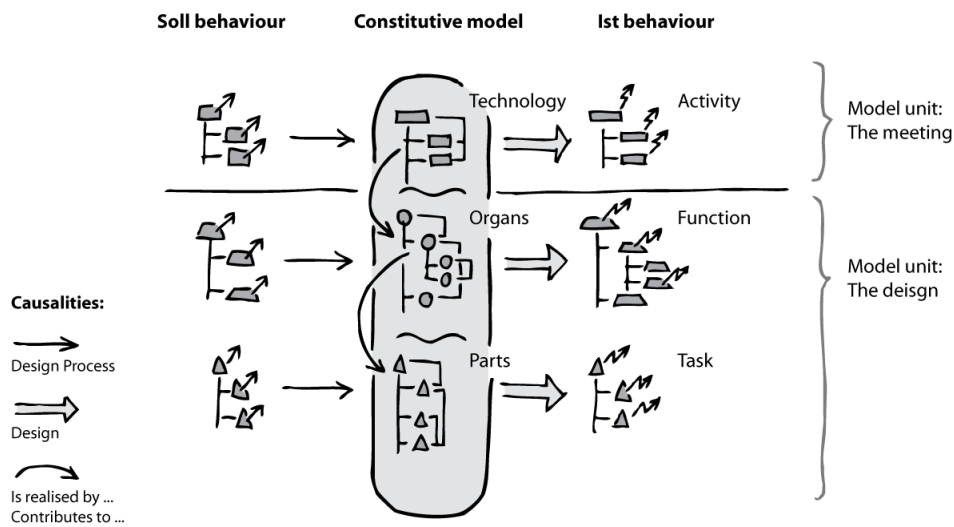 Soll behaviour
Constitutive model
Ist behaviour
Technology
Activity
Model unit:
The meeting
Organs
Function
Model unit:
The deisgn
Causalities:
Design Process
Parts
Task
Design
Is realised by ...
Contributes to ...